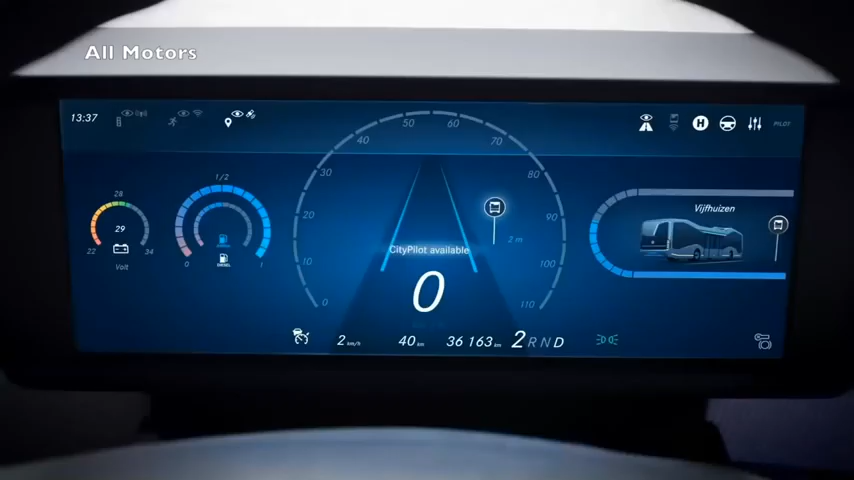 All Motors
13:37
PILOT
50
60
40
70
30
80
20
90
10
100
0
110
28
29
22
34
Volt
1/2
0
1
DIESEL
2 m
CityPilot available
0
Vijfhuizen
H
2 km/h
40 km
36 163 km
2 R N D